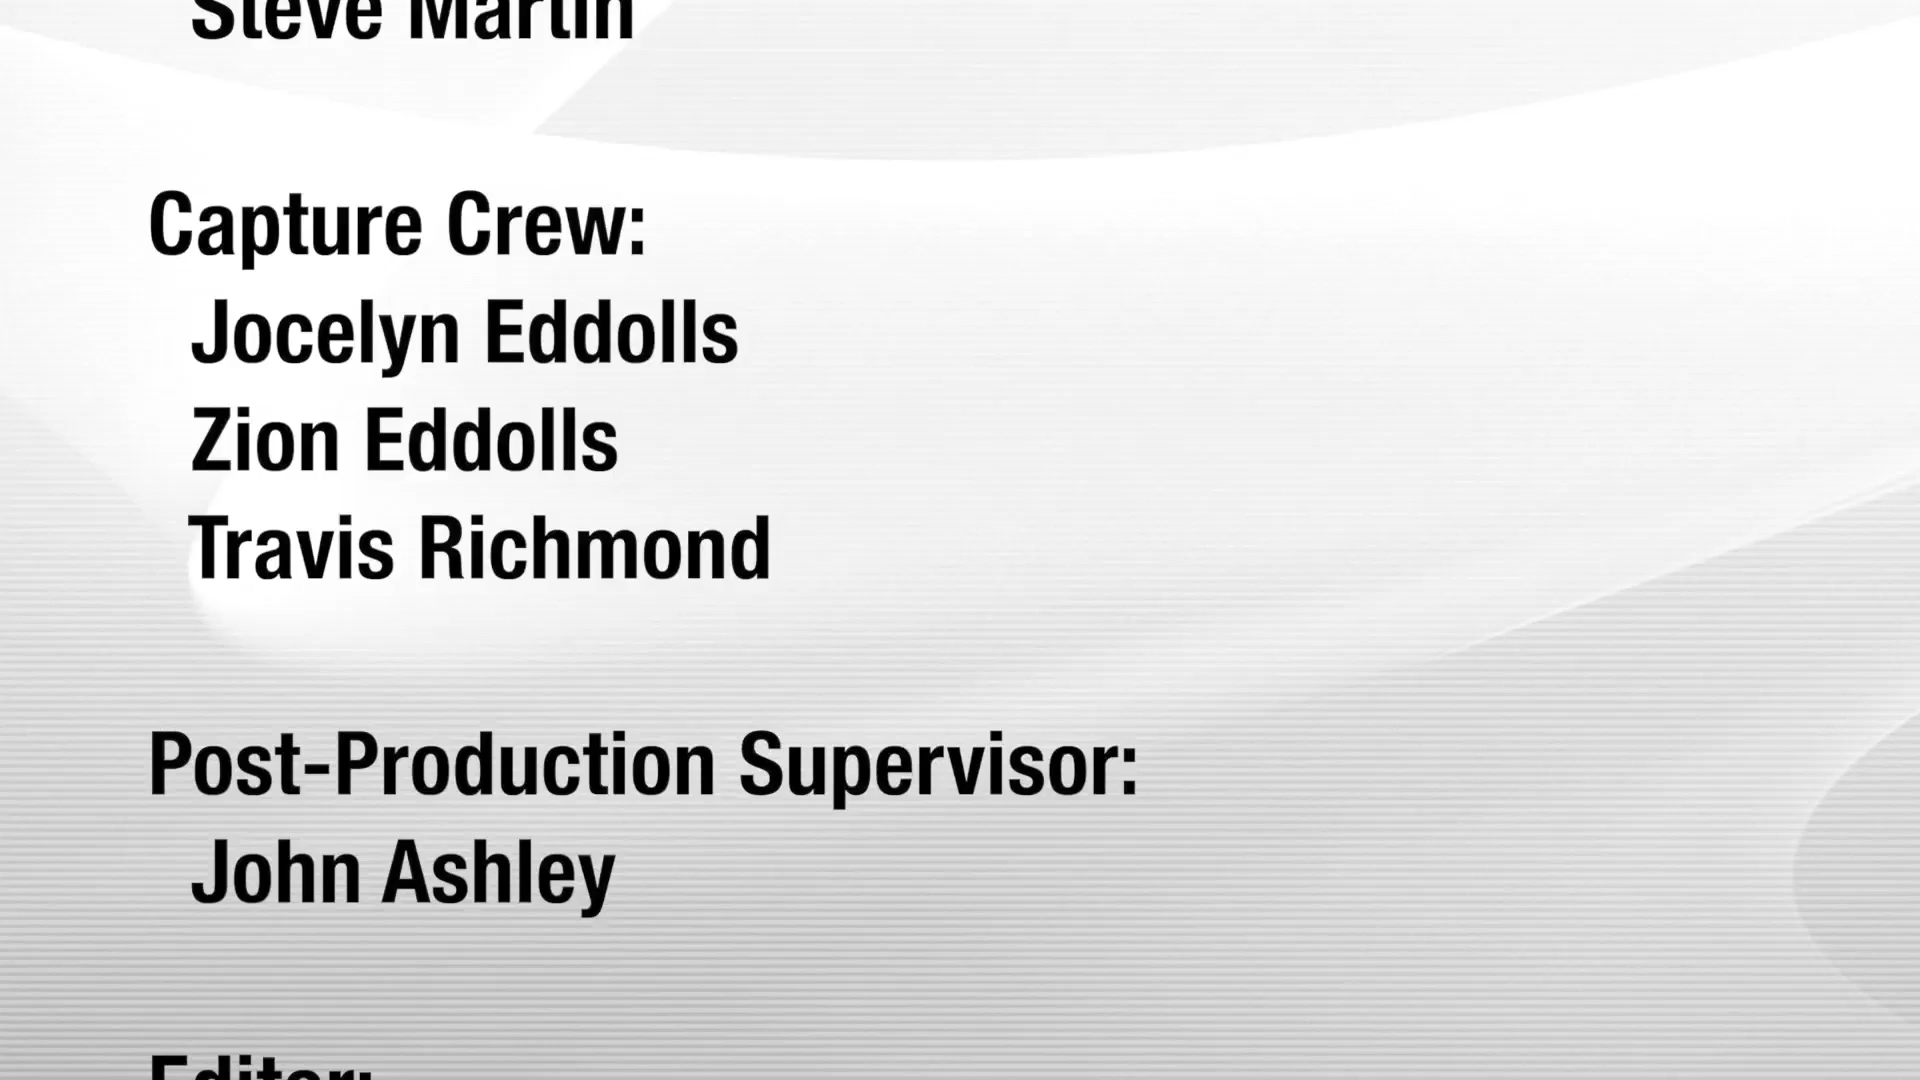 Steve Martin
Capture Crew:
Jocelyn Eddolls
Zion Eddolls
Travis Richmond
Post-Production Supervisor:
John Ashley
Editor: